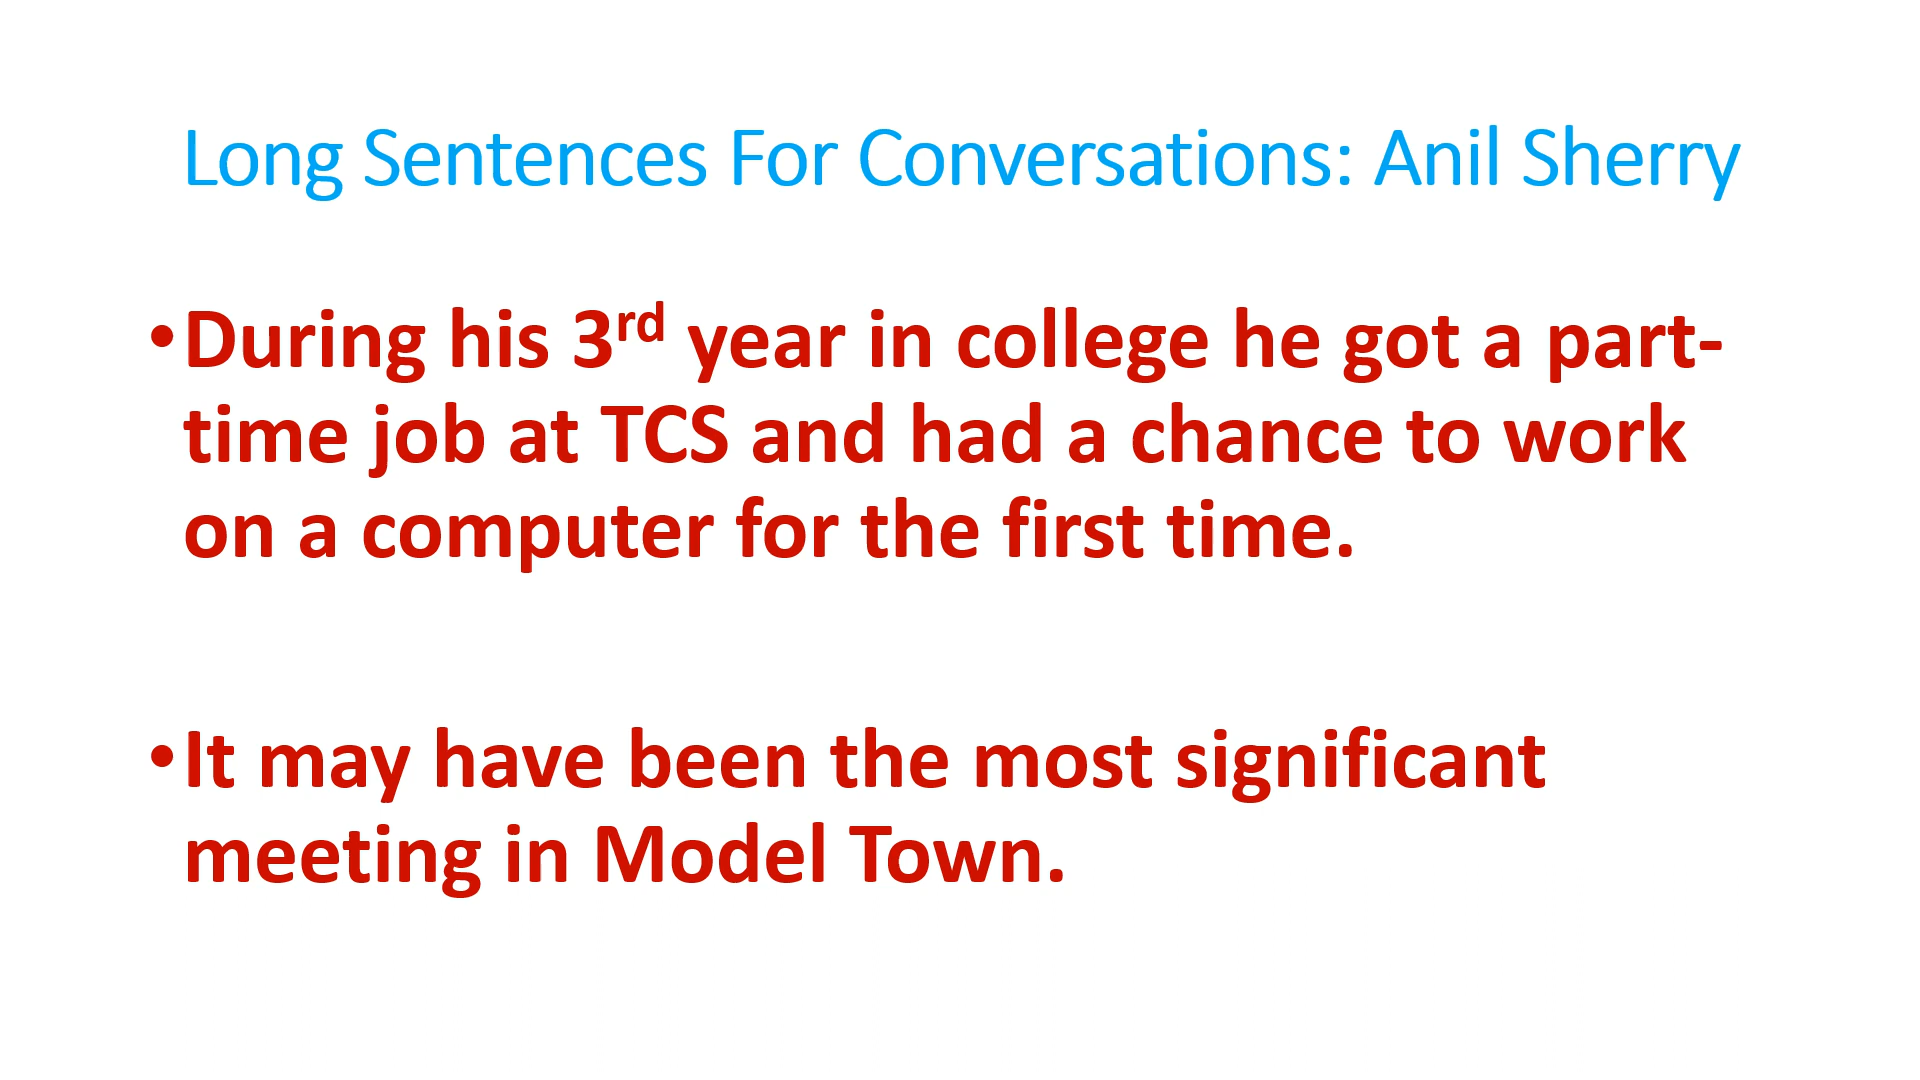 Long Sentences For Conversations: Anil Sherry
•During his 3rd year in college he got a part-
time job at TCS and had a chance to work
on a computer for the first time.
•It may have been the most significant
meeting in Model Town.